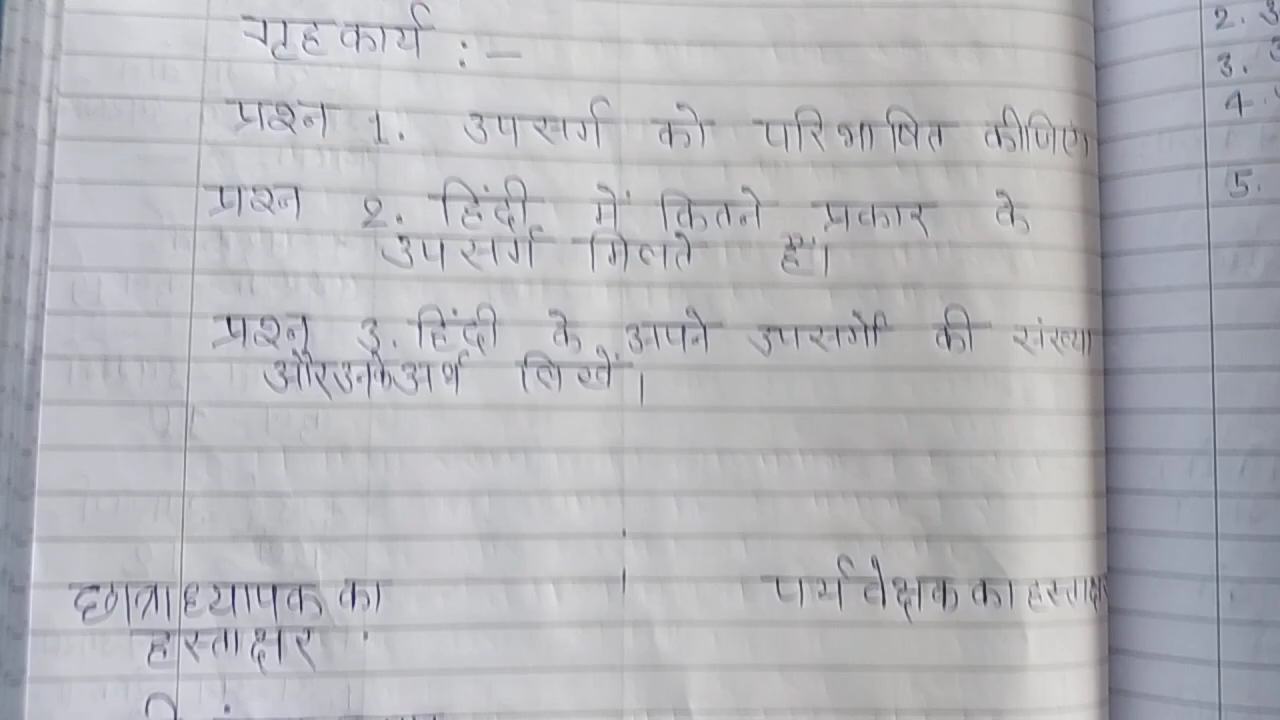 गृहकार्य :-
प्रश्न 1. उपसर्ग को परिभाषित कीजिए।
प्रश्न 2. हिंदी में कितने प्रकार के
उपसर्ग मिलते हैं।
प्रश्न 3. हिंदी के अपने उपसर्गो की संख्या
और उनके अर्थ लिखें।
छात्राध्यापक का
हस्ताक्षर
पर्यवेक्षक का हस्ताक्षर
2.
3.
4.
5.